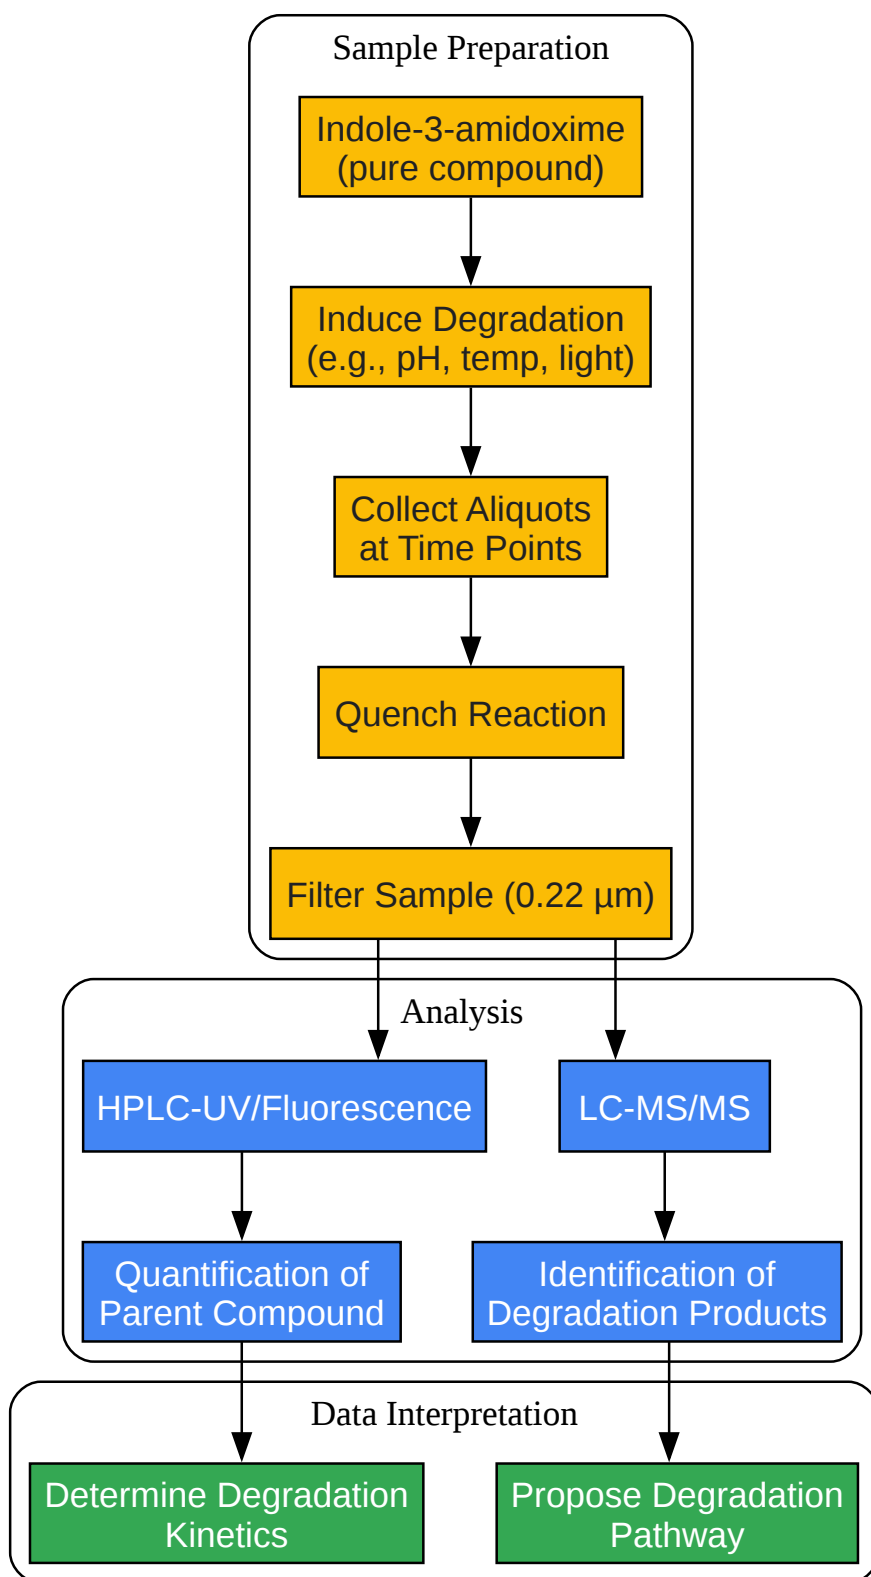 Sample Preparation
Indole-3-amidoxime
(pure compound)
Induce Degradation
(e.g., pH, temp, light)
Collect Aliquots
at Time Points
Quench Reaction
Filter Sample (0.22 µm)
Analysis
HPLC-UV/Fluorescence
LC-MS/MS
Quantification of
Parent Compound
Identification of
Degradation Products
Data Interpretation
Determine Degradation
Kinetics
Propose Degradation
Pathway